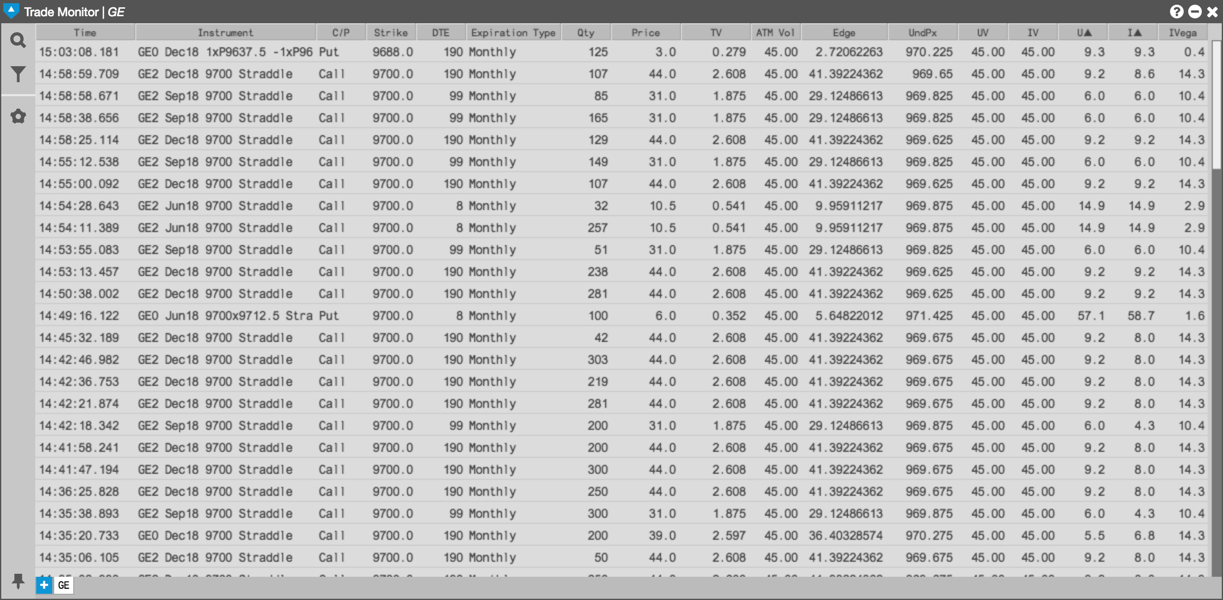 Trade Monitor | GE
Time Instrument C/P Strike DTE Expiration Type Qty Price TV ATM Vol Edge UndPx UV IV U▲ I▲ IVega
15:03:08.181 GE0 Dec18 1xP9637.5 -1xP96 Put 9688.0 190 Monthly 125 3.0 0.279 45.00 2.72062263 970.225 45.00 45.00 9.3 9.3 0.4
14:58:59.709 GE2 Dec18 9700 Straddle Call 9700.0 190 Monthly 107 44.0 2.608 45.00 41.39224362 969.65 45.00 45.00 9.2 8.6 14.3
14:58:58.671 GE2 Sep18 9700 Straddle Call 9700.0 99 Monthly 85 31.0 1.875 45.00 29.12486613 969.825 45.00 45.00 6.0 6.0 10.4
14:58:38.656 GE2 Sep18 9700 Straddle Call 9700.0 99 Monthly 165 31.0 1.875 45.00 29.12486613 969.825 45.00 45.00 6.0 6.0 10.4
14:58:25.114 GE2 Dec18 9700 Straddle Call 9700.0 190 Monthly 129 44.0 2.608 45.00 41.39224362 969.625 45.00 45.00 9.2 9.2 14.3
14:55:12.538 GE2 Sep18 9700 Straddle Call 9700.0 99 Monthly 149 31.0 1.875 45.00 29.12486613 969.825 45.00 45.00 6.0 6.0 10.4
14:55:00.092 GE2 Dec18 9700 Straddle Call 9700.0 190 Monthly 107 44.0 2.608 45.00 41.39224362 969.625 45.00 45.00 9.2 9.2 14.3
14:54:28.643 GE2 Jun18 9700 Straddle Call 9700.0 8 Monthly 32 10.5 0.541 45.00 9.95911217 969.875 45.00 45.00 14.9 14.9 2.9
14:54:11.389 GE2 Jun18 9700 Straddle Call 9700.0 8 Monthly 257 10.5 0.541 45.00 9.95911217 969.875 45.00 45.00 14.9 14.9 2.9
14:53:55.083 GE2 Sep18 9700 Straddle Call 9700.0 99 Monthly 51 31.0 1.875 45.00 29.12486613 969.825 45.00 45.00 6.0 6.0 10.4
14:53:13.457 GE2 Dec18 9700 Straddle Call 9700.0 190 Monthly 238 44.0 2.608 45.00 41.39224362 969.625 45.00 45.00 9.2 9.2 14.3
14:50:38.002 GE2 Dec18 9700 Straddle Call 9700.0 190 Monthly 281 44.0 2.608 45.00 41.39224362 969.625 45.00 45.00 9.2 9.2 14.3
14:49:16.122 GE0 Jun18 9700x9712.5 Stra Put 9700.0 8 Monthly 100 6.0 0.352 45.00 5.64822012 971.425 45.00 45.00 57.1 58.7 1.6
14:45:32.189 GE2 Dec18 9700 Straddle Call 9700.0 190 Monthly 42 44.0 2.608 45.00 41.39224362 969.675 45.00 45.00 9.2 8.0 14.3
14:42:46.982 GE2 Dec18 9700 Straddle Call 9700.0 190 Monthly 303 44.0 2.608 45.00 41.39224362 969.675 45.00 45.00 9.2 8.0 14.3
14:42:36.753 GE2 Dec18 9700 Straddle Call 9700.0 190 Monthly 219 44.0 2.608 45.00 41.39224362 969.675 45.00 45.00 9.2 8.0 14.3
14:42:21.874 GE2 Dec18 9700 Straddle Call 9700.0 190 Monthly 281 44.0 2.608 45.00 41.39224362 969.675 45.00 45.00 9.2 8.0 14.3
14:42:18.342 GE2 Sep18 9700 Straddle Call 9700.0 99 Monthly 200 31.0 1.875 45.00 29.12486613 969.875 45.00 45.00 6.0 4.3 10.4
14:41:58.241 GE2 Dec18 9700 Straddle Call 9700.0 190 Monthly 200 44.0 2.608 45.00 41.39224362 969.675 45.00 45.00 9.2 8.0 14.3
14:41:47.194 GE2 Dec18 9700 Straddle Call 9700.0 190 Monthly 300 44.0 2.608 45.00 41.39224362 969.675 45.00 45.00 9.2 8.0 14.3
14:36:25.828 GE2 Dec18 9700 Straddle Call 9700.0 190 Monthly 250 44.0 2.608 45.00 41.39224362 969.675 45.00 45.00 9.2 8.0 14.3
14:35:38.893 GE2 Sep18 9700 Straddle Call 9700.0 99 Monthly 300 31.0 1.875 45.00 29.12486613 969.875 45.00 45.00 6.0 4.3 10.4
14:35:20.733 GE0 Dec18 9700 Straddle Call 9700.0 190 Monthly 200 39.0 2.597 45.00 36.40328574 970.275 45.00 45.00 5.5 6.8 14.3
14:35:06.105 GE2 Dec18 9700 Straddle Call 9700.0 190 Monthly 50 44.0 2.608 45.00 41.39224362 969.675 45.00 45.00 9.2 8.0 14.3
+ GE